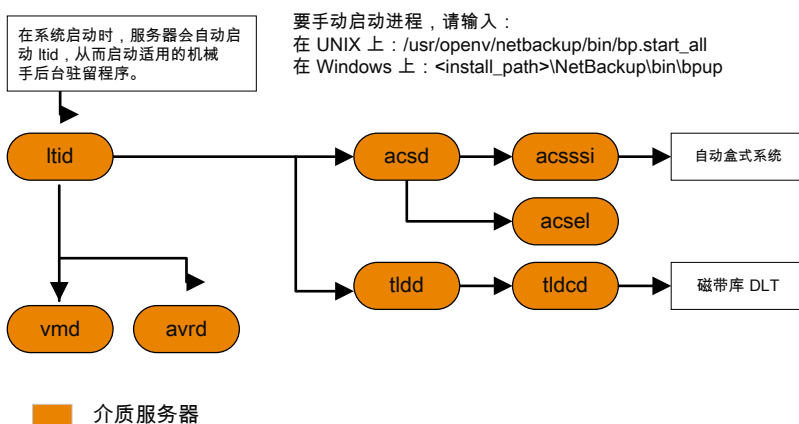 在系统启动时，服务器会自动启
动 ltid，从而启动适用的机械
手后台驻留程序。
要手动启动进程，请输入：
在 UNIX 上：/usr/openv/netbackup/bin/bp.start_all
在 Windows 上：<install_path>\NetBackup\bin\bpup
ltid
acsd
acsssi
自动盒式系统
acsel
tldd
tldcd
磁带库 DLT
vmd
avrd
介质服务器